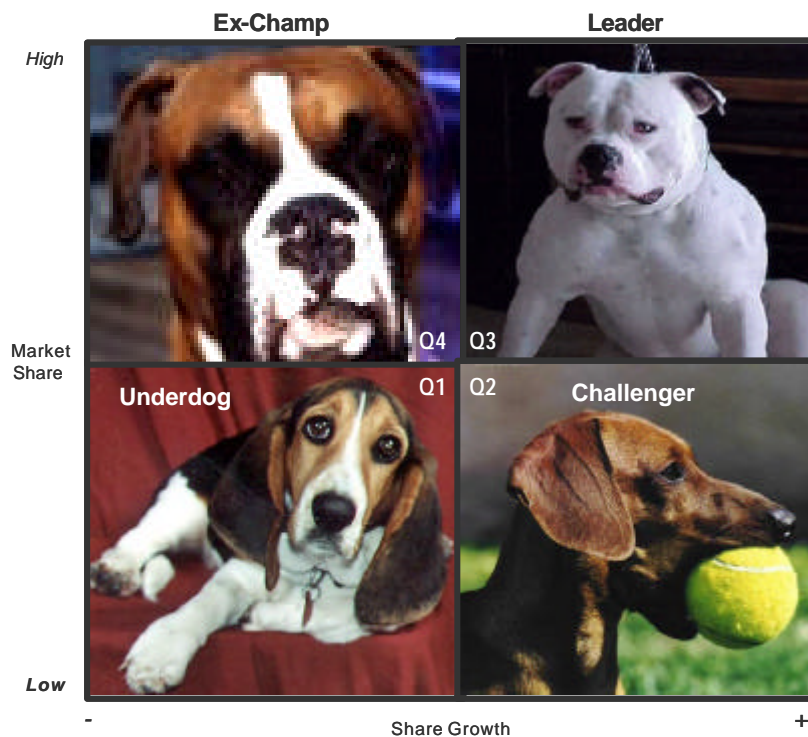 Ex-Champ
Leader
High
Q4
Q3
Market
Share
Underdog
Q1
Q2
Challenger
Low
-
Share Growth
+